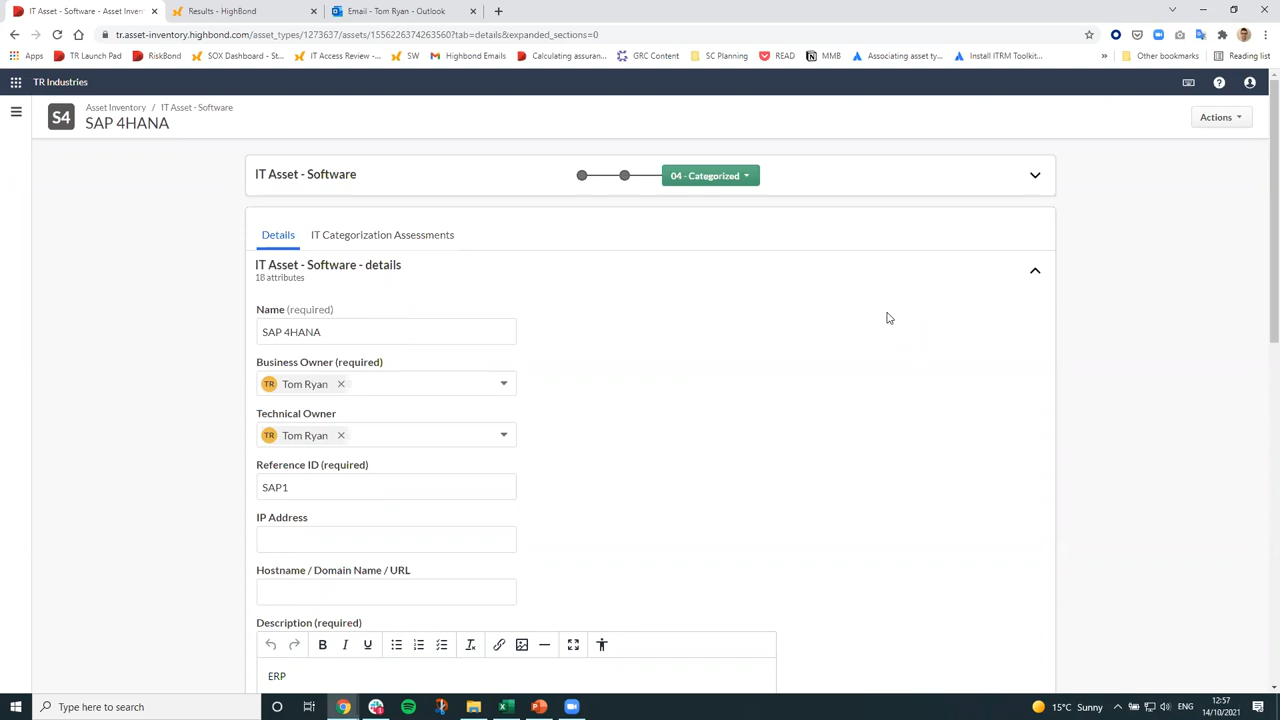 IT Asset - Software - Asset Inven
Results - HighBond
Email - Tom Ryan - Outlook
tr.asset-inventory.highbond.com/asset_types/1273637/assets/1556226374263560?tab=details&expanded_sections=0
Apps
TR Launch Pad
RiskBond
SOX Dashboard - St...
IT Access Review -...
SW
Highbond Emails
Calculating assuran...
GRC Content
SC Planning
READ
MMB
Associating asset ty...
Install ITRM Toolkit...
»
Other bookmarks
Reading list
TR Industries
S4
Asset Inventory / IT Asset - Software
SAP 4HANA
Actions
IT Asset - Software
04 - Categorized
Details
IT Categorization Assessments
IT Asset - Software - details
18 attributes
Name (required)
SAP 4HANA
Business Owner (required)
TR Tom Ryan
Technical Owner
TR Tom Ryan
Reference ID (required)
SAP1
IP Address
Hostname / Domain Name / URL
Description (required)
B I U
ERP
Type here to search
15°C Sunny
ENG
12:57
14/10/2021